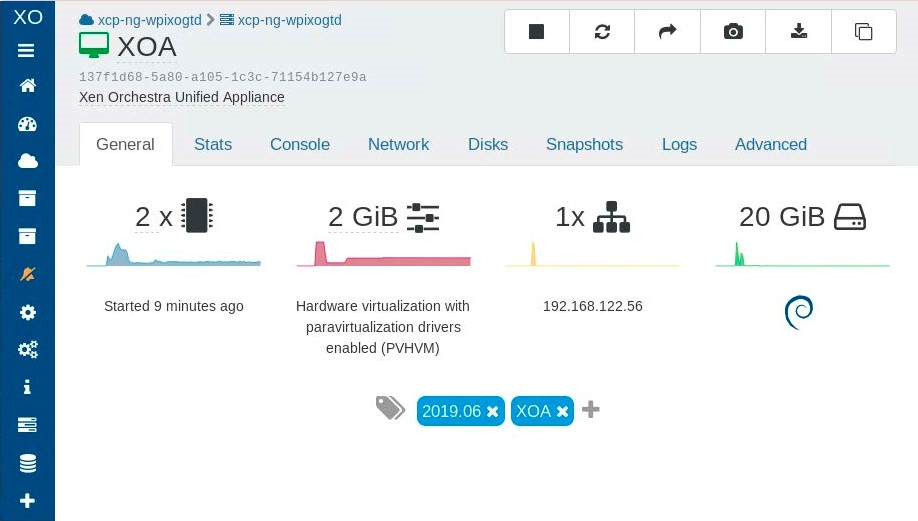 XO
xcp-ng-wpixogtd xcp-ng-wpixogtd
XOA
137f1d68-5a80-a105-1c3c-71154b127e9a
Xen Orchestra Unified Appliance
General Stats Console Network Disks Snapshots Logs Advanced
2 x 2 GiB 1x 20 GiB
Started 9 minutes ago
Hardware virtualization with
paravirtualization drivers
enabled (PVHVM)
192.168.122.56
2019.06 XOA